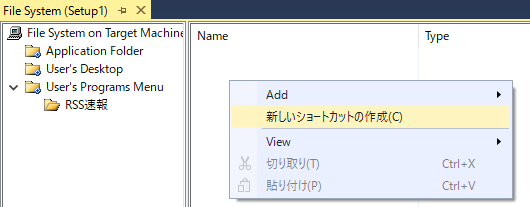 File System (Setup1)
File System on Target Machine
Application Folder
User's Desktop
User's Programs Menu
RSS速報
Name Type
Add
新しいショートカットの作成(C)
View
切り取り(T) Ctrl+X
貼り付け(P) Ctrl+V